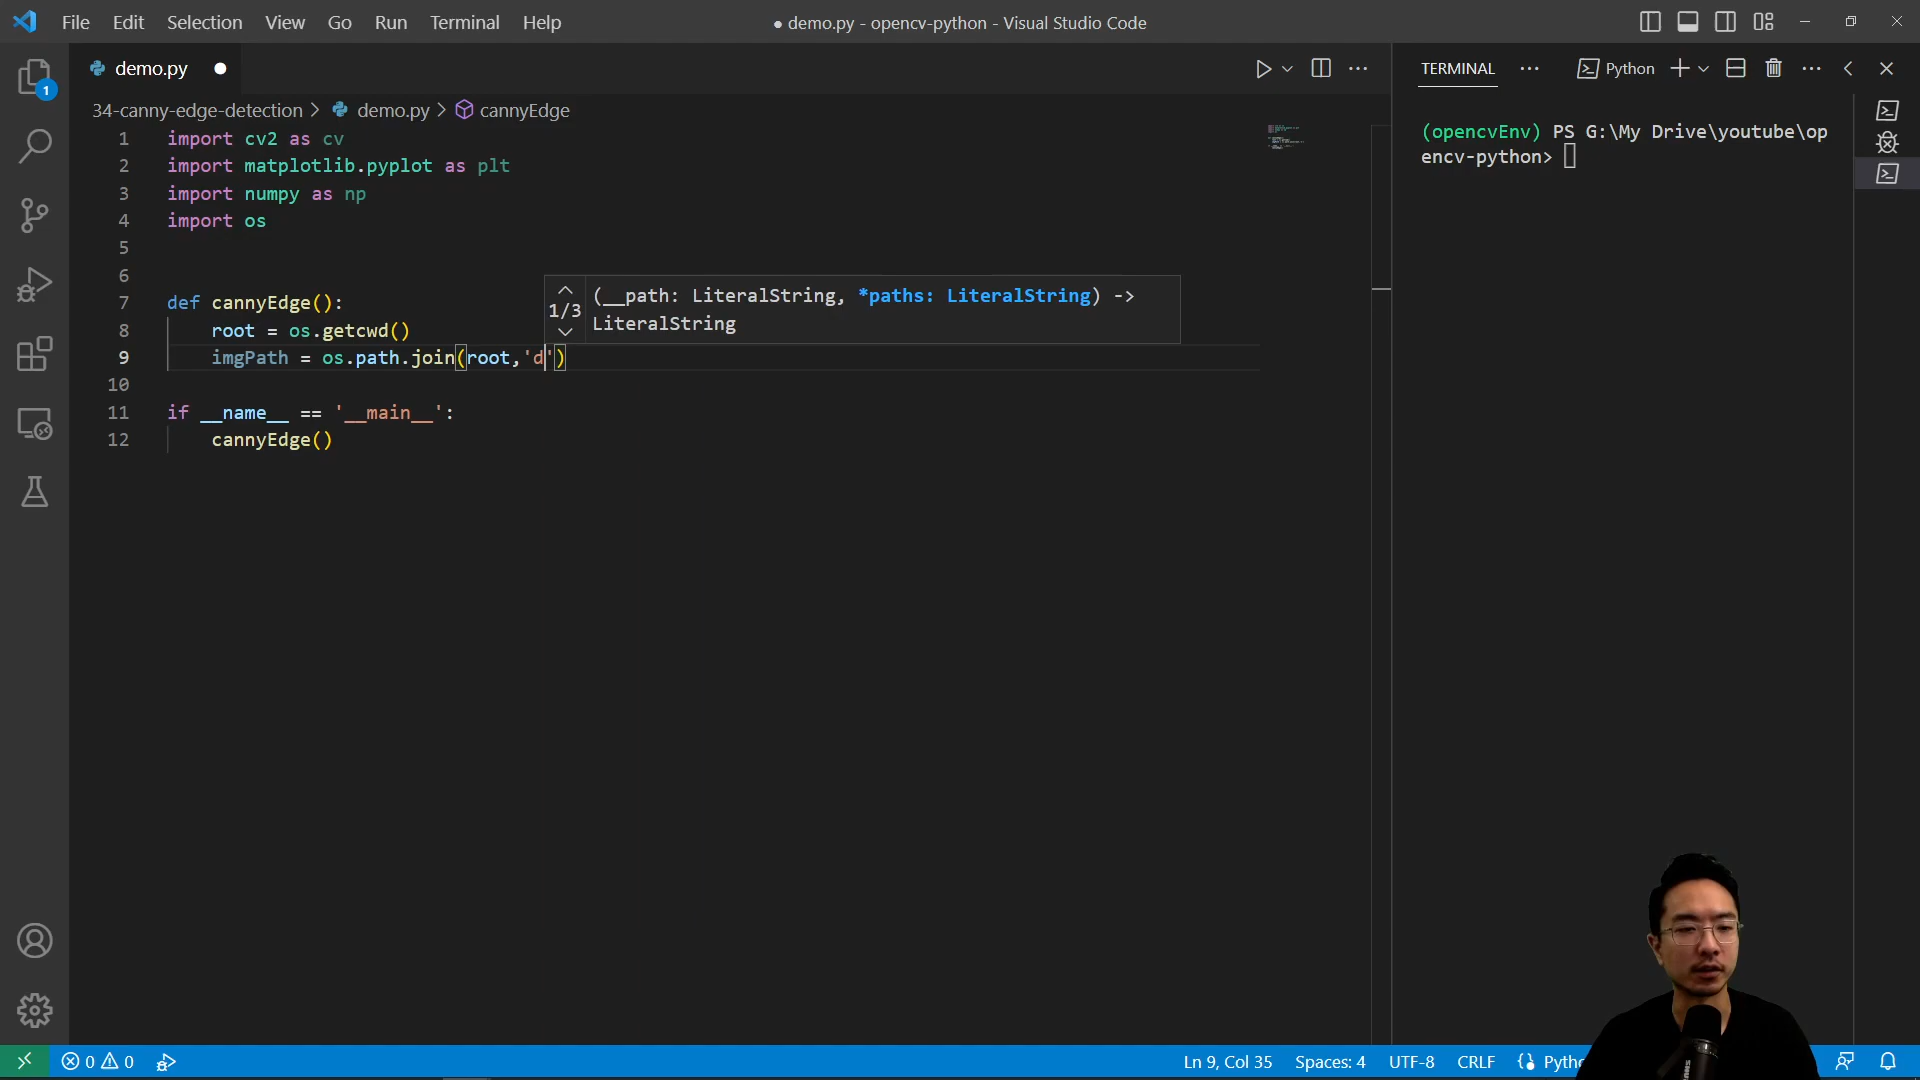 File Edit Selection View Go Run Terminal Help
● demo.py - opencv-python - Visual Studio Code
demo.py ●
34-canny-edge-detection > demo.py > cannyEdge
1 import cv2 as cv
2 import matplotlib.pyplot as plt
3 import numpy as np
4 import os
5
6
7 def cannyEdge():
8 root = os.getcwd()
9 imgPath = os.path.join(root,'d')
10
11 if __name__ == '__main__':
12 cannyEdge()
1/3
(__path: LiteralString, *paths: LiteralString) ->
LiteralString
TERMINAL
Python
(opencvEnv) PS G:\My Drive\youtube\op
encv-python>
1
0 0
Ln 9, Col 35 Spaces: 4 UTF-8 CRLF